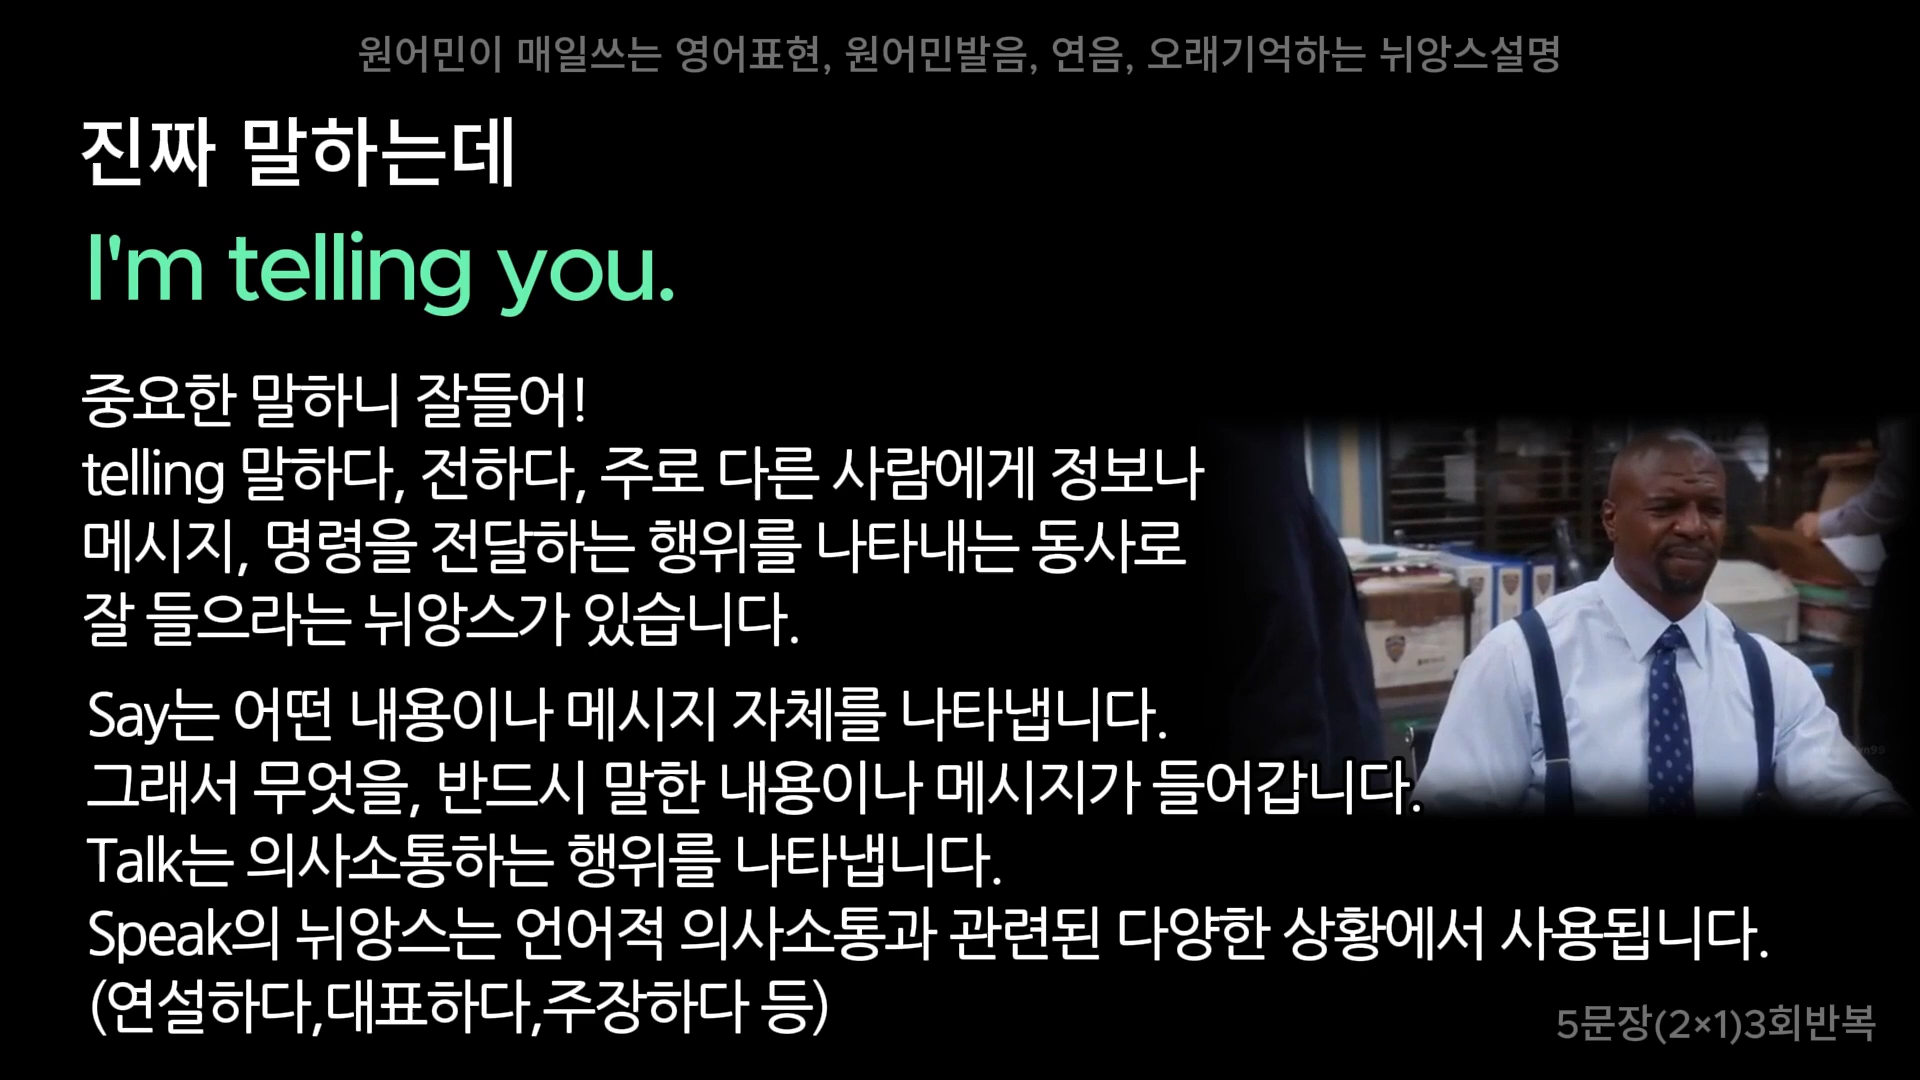 원어민이 매일쓰는 영어표현, 원어민발음, 연음, 오래기억하는 뉘앙스설명
진짜 말하는데
I'm telling you.
중요한 말하니 잘들어!
telling 말하다, 전하다, 주로 다른 사람에게 정보나
메시지, 명령을 전달하는 행위를 나타내는 동사로
잘 들으라는 뉘앙스가 있습니다.
Say는 어떤 내용이나 메시지 자체를 나타냅니다.
그래서 무엇을, 반드시 말한 내용이나 메시지가 들어갑니다.
Talk는 의사소통하는 행위를 나타냅니다.
Speak의 뉘앙스는 언어적 의사소통과 관련된 다양한 상황에서 사용됩니다.
(연설하다,대표하다,주장하다 등)
5문장(2×1)3회반복